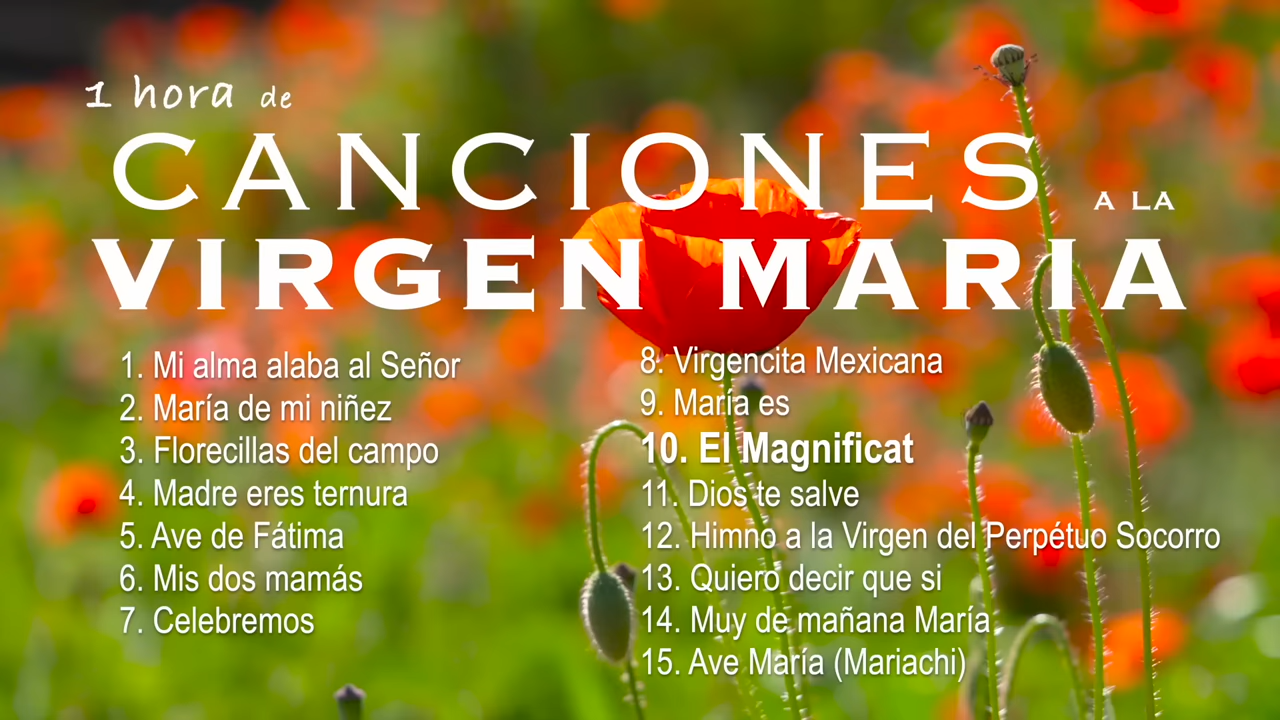 1 hora de
CANCIONES A LA
VIRGEN MARIA
1. Mi alma alaba al Señor
2. María de mi niñez
3. Florecillas del campo
4. Madre eres ternura
5. Ave de Fátima
6. Mis dos mamás
7. Celebremos
8. Virgencita Mexicana
9. María es
10. El Magnificat
11. Dios te salve
12. Himno a la Virgen del Perpétuo Socorro
13. Quiero decir que si
14. Muy de mañana María
15. Ave María (Mariachi)